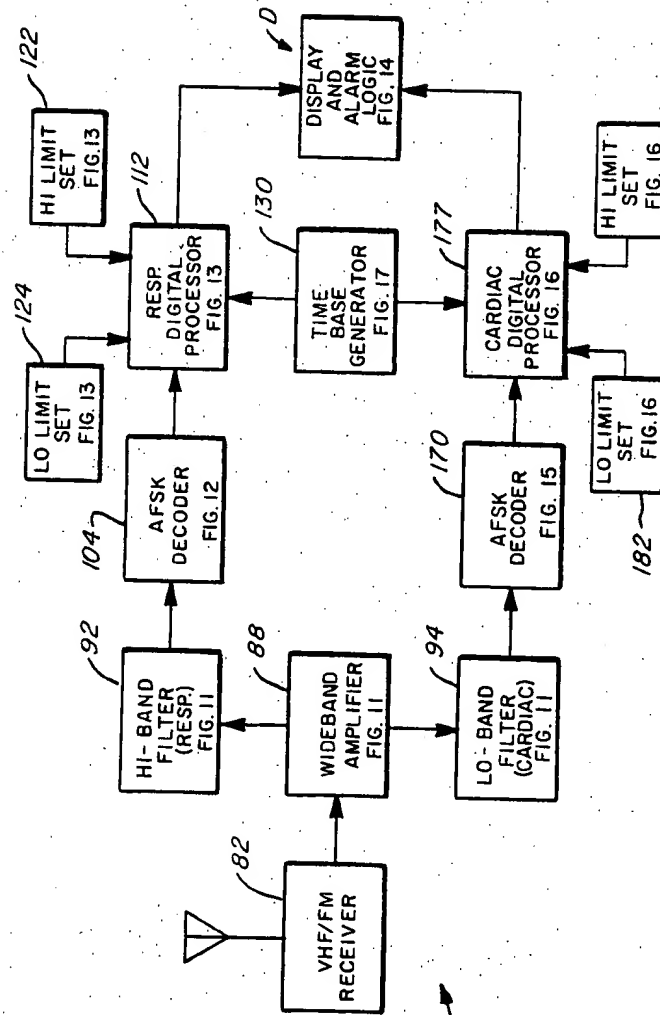 82
VHF/FM
RECEIVER
88
WIDEBAND
AMPLIFIER
FIG. 11
92
HI-BAND
FILTER
(RESP.)
FIG. 11
94
LO-BAND
FILTER
(CARDIAC)
FIG. 11
104
AFSK
DECODER
FIG. 12
170
AFSK
DECODER
FIG. 15
124
LO LIMIT
SET
FIG. 13
122
HI LIMIT
SET
FIG. 13
112
RESP.
DIGITAL
PROCESSOR
FIG. 13
130
TIME
BASE
GENERATOR
FIG. 17
177
CARDIAC
DIGITAL
PROCESSOR
FIG. 16
182
LO LIMIT
SET
FIG. 16
HI LIMIT
SET
FIG. 16
D
DISPLAY
AND
ALARM
LOGIC
FIG. 14